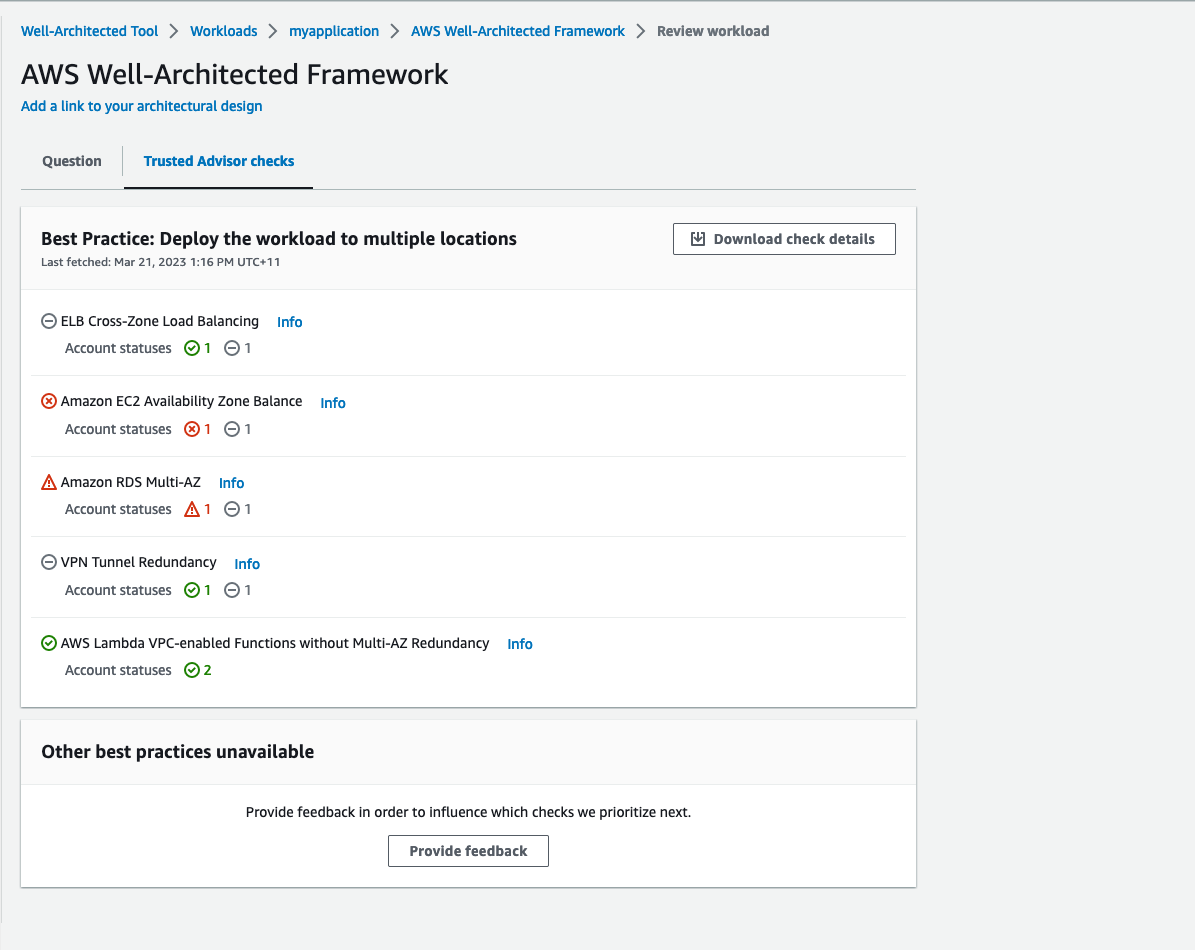 Well-Architected Tool > Workloads > myapplication > AWS Well-Architected Framework > Review workload
AWS Well-Architected Framework
Add a link to your architectural design
Question Trusted Advisor checks
Best Practice: Deploy the workload to multiple locations Download check details
Last fetched: Mar 21, 2023 1:16 PM UTC+11
ELB Cross-Zone Load Balancing Info
Account statuses 1 1
Amazon EC2 Availability Zone Balance Info
Account statuses 1 1
Amazon RDS Multi-AZ Info
Account statuses 1 1
VPN Tunnel Redundancy Info
Account statuses 1 1
AWS Lambda VPC-enabled Functions without Multi-AZ Redundancy Info
Account statuses 2
Other best practices unavailable
Provide feedback in order to influence which checks we prioritize next.
Provide feedback